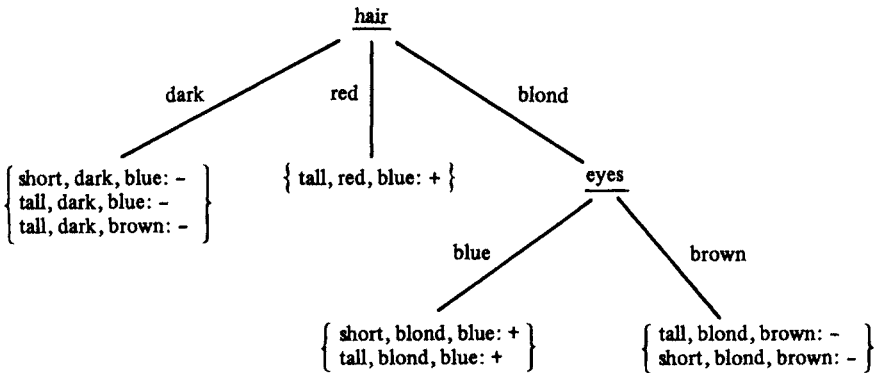 hair
dark
red
blond
short, dark, blue: -
tall, dark, blue: -
tall, dark, brown: -
tall, red, blue: +
eyes
blue
brown
short, blond, blue: +
tall, blond, blue: +
tall, blond, brown: -
short, blond, brown: -